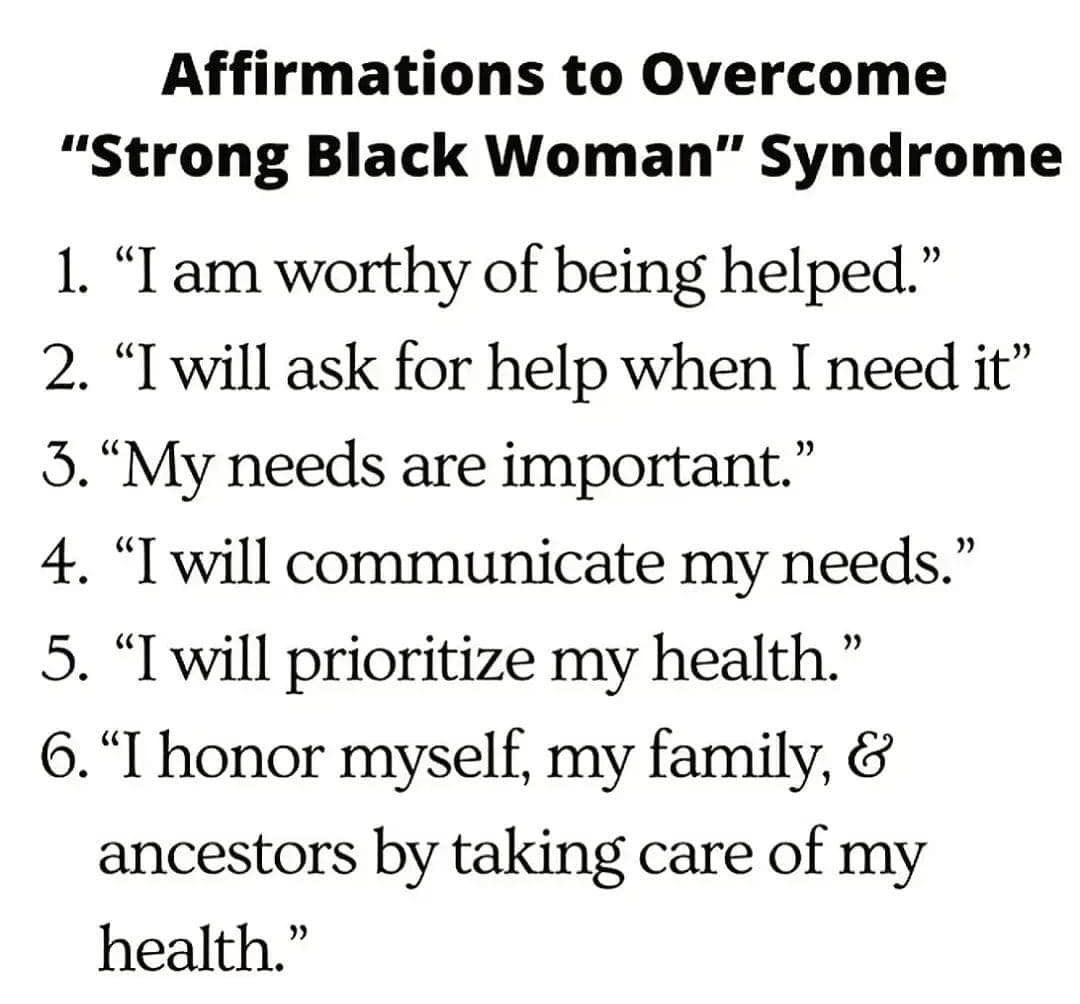 Affirmations to Overcome
“Strong Black Woman” Syndrome
1. “I am worthy of being helped.”
2. “I will ask for help when I need it”
3. “My needs are important.”
4. “I will communicate my needs.”
5. “I will prioritize my health.”
6. “I honor myself, my family, &
ancestors by taking care of my
health.”